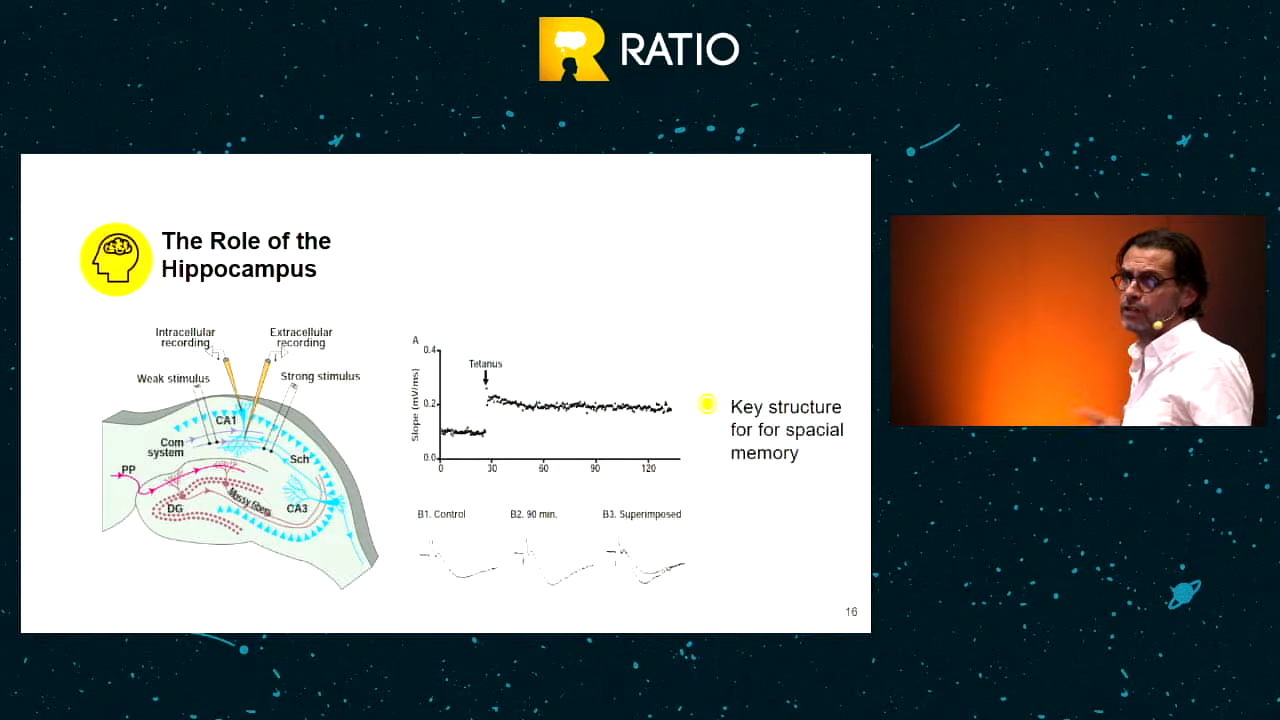 RATIO
The Role of the
Hippocampus
Intracellular
recording
Extracellular
recording
Weak stimulus
Strong stimulus
CA1
Com
system
Sch
PP
DG
Mossy fibers
CA3
A
0.4
Tetanus
0.2
Slope (mV/ms)
0.0
0 30 60 90 120
B1. Control B2. 90 min. B3. Superimposed
Key structure
for for spacial
memory
16